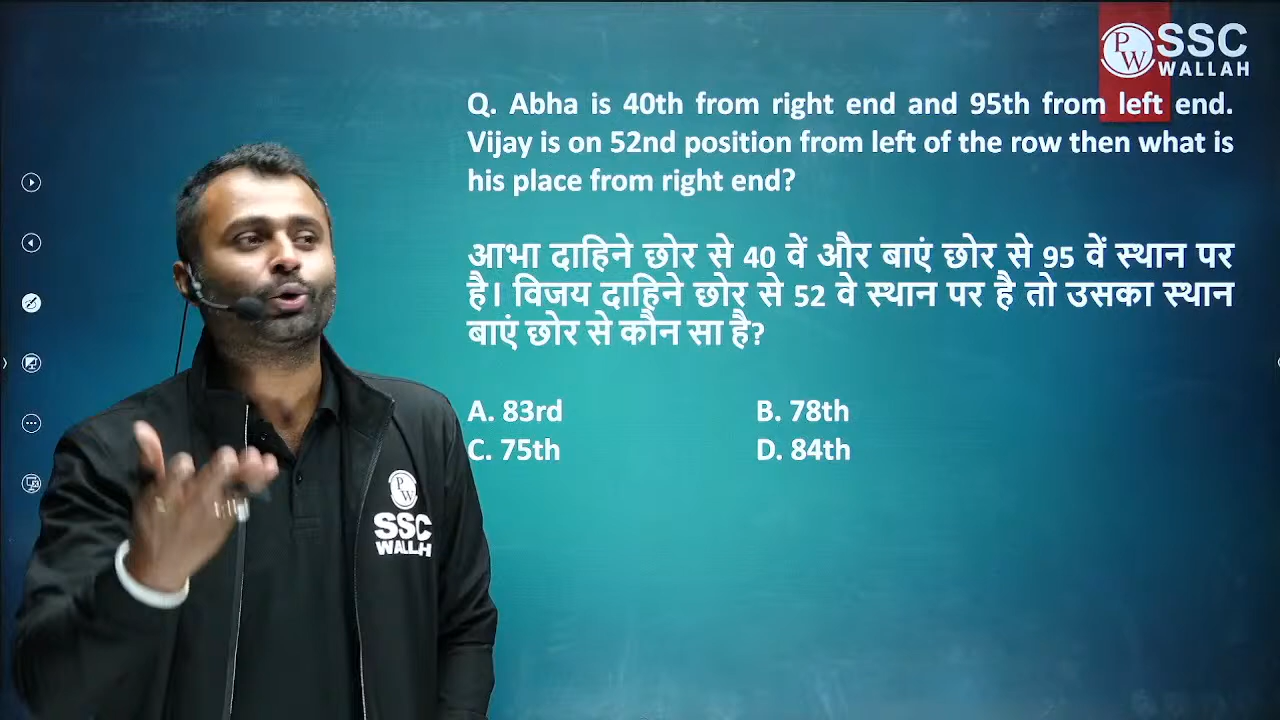 PW SSC
WALLAH
Q. Abha is 40th from right end and 95th from left end.
Vijay is on 52nd position from left of the row then what is
his place from right end?
आभा दाहिने छोर से 40 वें और बाएं छोर से 95 वें स्थान पर
है। विजय दाहिने छोर से 52 वे स्थान पर है तो उसका स्थान
बाएं छोर से कौन सा है?
A. 83rd B. 78th
C. 75th D. 84th
PW
SSC
WALLAH